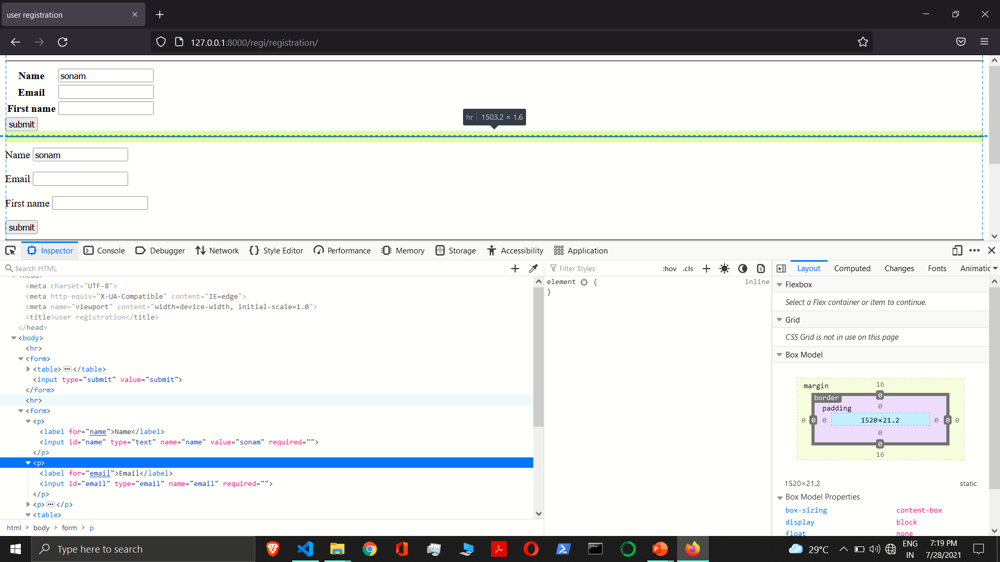 user registration
127.0.0.1:8000/regi/registration/
Name sonam
Email
First name
submit
hr 1503.2 × 1.6
Name sonam
Email
First name
submit
Inspector Console Debugger Network Style Editor Performance Memory Storage Accessibility Application
Search HTML
<head>
<meta charset="UTF-8">
<meta http-equiv="X-UA-Compatible" content="IE=edge">
<meta name="viewport" content="width=device-width, initial-scale=1.0">
<title>user registration</title>
</head>
<body>
<hr>
<form>
<table> ••• </table>
<input type="submit" value="submit">
</form>
<hr>
<form>
<p>
<label for="name">Name</label>
<input id="name" type="text" name="name" value="sonam" required="">
</p>
<p>
<label for="email">Email</label>
<input id="email" type="email" name="email" required="">
</p>
<p> ••• </p>
<table>
html > body > form > p
Filter Styles :hov .cls
element { inline
}
Layout Computed Changes Fonts Animatic
Flexbox
Select a Flex container or item to continue.
Grid
CSS Grid is not in use on this page
Box Model
margin 16
border 0
padding 0
0 0 0 1520×21.2 0 0 0
0
0
16
1520×21.2 static
Box Model Properties
box-sizing content-box
display block
float none
Type here to search
29°C
ENG
IN
7:19 PM
7/28/2021